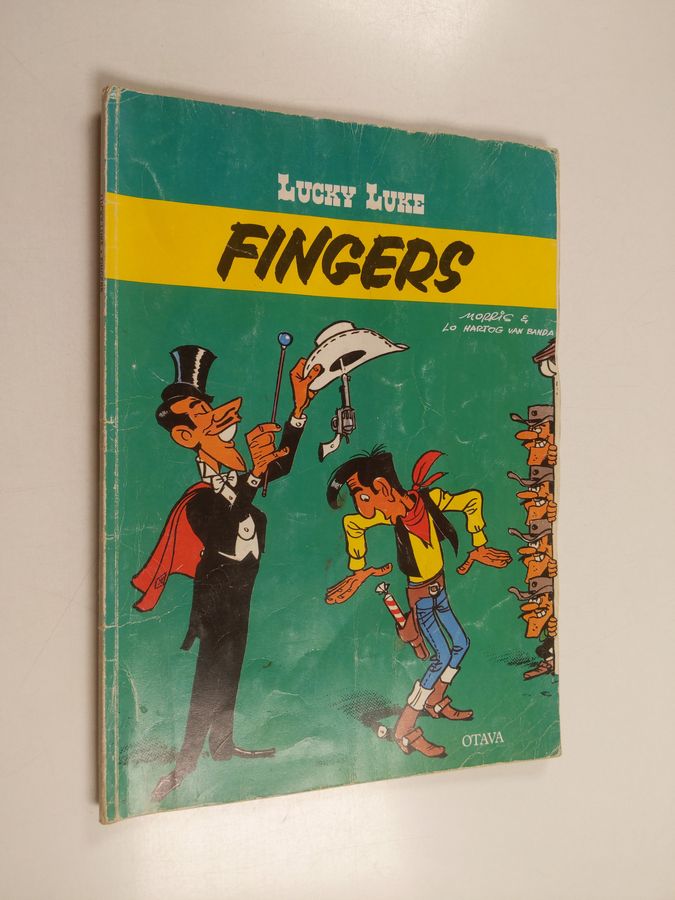 LUCKY LUKE
FINGERS
MORRIS &
LO HARTOG VAN BANDA
OTAVA